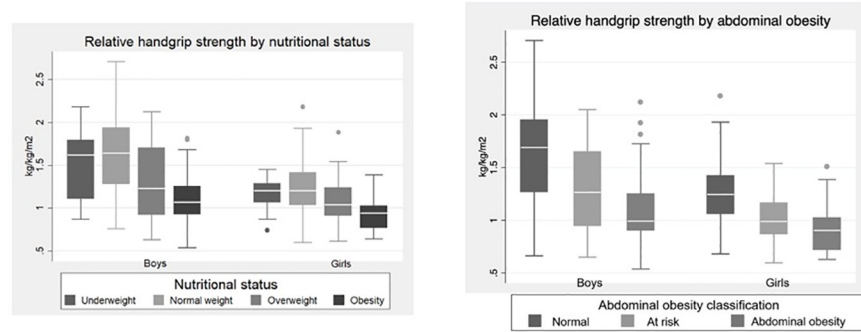 Relative handgrip strength by nutritional status
kg/kg/m2
2.5
2
1.5
1
.5
Boys
Girls
Nutritional status
Underweight
Normal weight
Overweight
Obesity
Relative handgrip strength by abdominal obesity
kg/kg/m2
2.5
2
1.5
1
.5
Boys
Girls
Abdominal obesity classification
Normal
At risk
Abdominal obesity